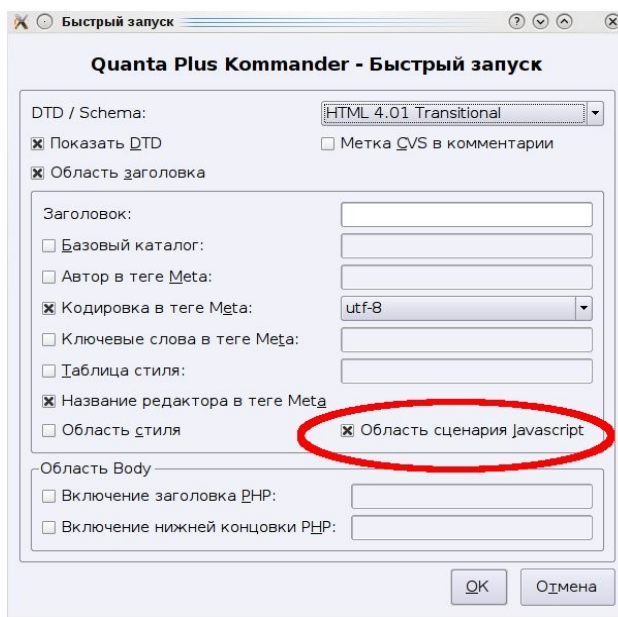 Быстрый запуск
Quanta Plus Kommander - Быстрый запуск
DTD / Schema: HTML 4.01 Transitional
Показать DTD Метка CVS в комментарии
Область заголовка
Заголовок:
Базовый каталог:
Автор в теге Meta:
Кодировка в теге Meta: utf-8
Ключевые слова в теге Meta:
Таблица стиля:
Название редактора в теге Meta
Область стиля Область сценария Javascript
Область Body
Включение заголовка PHP:
Включение нижней концовки PHP:
OK Отмена